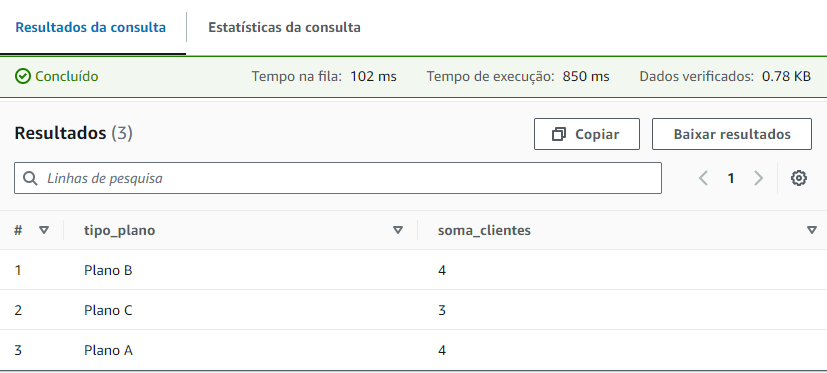 Resultados da consulta Estatísticas da consulta
Concluído Tempo na fila: 102 ms Tempo de execução: 850 ms Dados verificados: 0.78 KB
Resultados (3) Copiar Baixar resultados
Linhas de pesquisa 1
# tipo_plano soma_clientes
1 Plano B 4
2 Plano C 3
3 Plano A 4